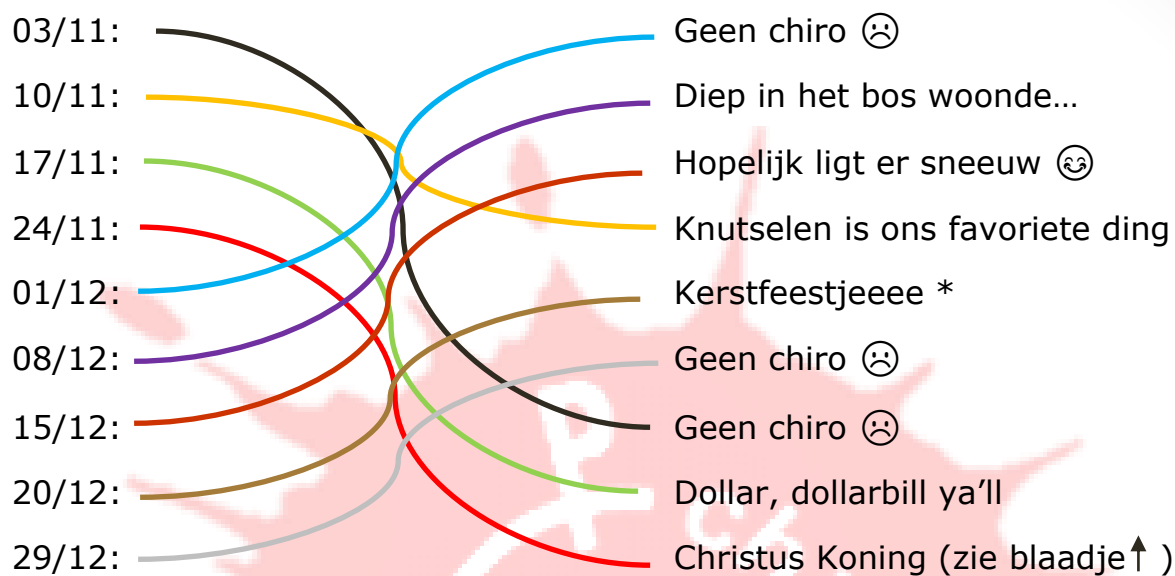 03/11: Geen chiro ☹
10/11: Diep in het bos woonde…
17/11: Hopelijk ligt er sneeuw 😊
24/11: Knutselen is ons favoriete ding
01/12: Kerstfeestjeeee *
08/12: Geen chiro ☹
15/12: Geen chiro ☹
20/12: Dollar, dollarbill ya’ll
29/12: Christus Koning (zie blaadje↑ )
ch